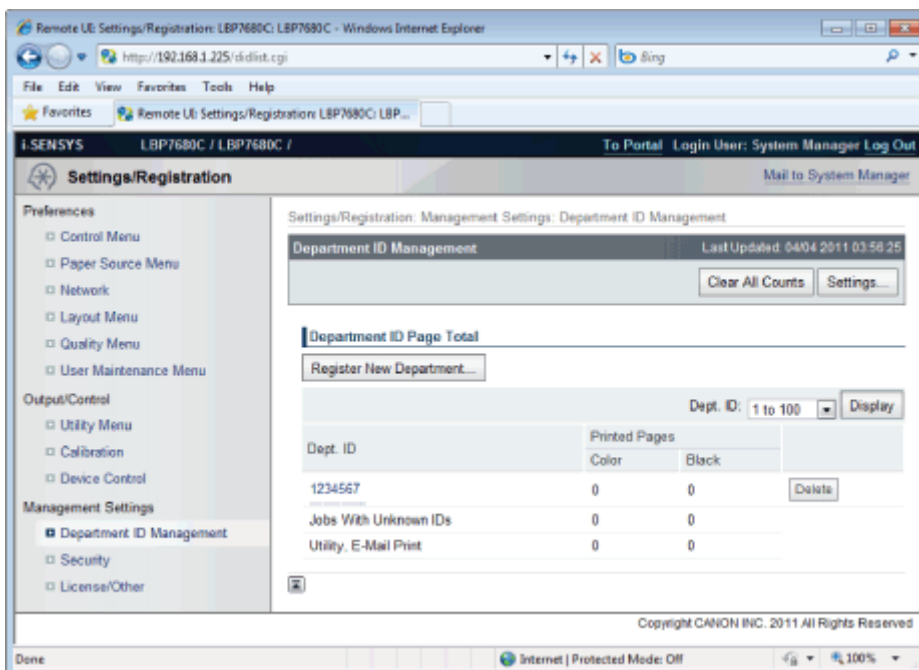 Remote UI: Settings/Registration: LBP7680C: LBP7680C - Windows Internet Explorer
http://192.168.1.225/didlist.cgi
Bing
File Edit View Favorites Tools Help
Favorites Remote UI: Settings/Registration: LBP7680C: LBP...
i-SENSYS LBP7680C / LBP7680C / To Portal Login User: System Manager Log Out
Settings/Registration Mail to System Manager
Preferences
Control Menu
Paper Source Menu
Network
Layout Menu
Quality Menu
User Maintenance Menu
Output/Control
Utility Menu
Calibration
Device Control
Management Settings
Department ID Management
Security
License/Other
Settings/Registration: Management Settings: Department ID Management
Department ID Management Last Updated: 04/04 2011 03:56:25
Clear All Counts Settings...
Department ID Page Total
Register New Department...
Dept. ID: 1 to 100 Display
Dept. ID Printed Pages
Color Black
1234567 0 0 Delete
Jobs With Unknown IDs 0 0
Utility, E-Mail Print 0 0
Copyright CANON INC. 2011 All Rights Reserved
Done Internet | Protected Mode: Off 100%